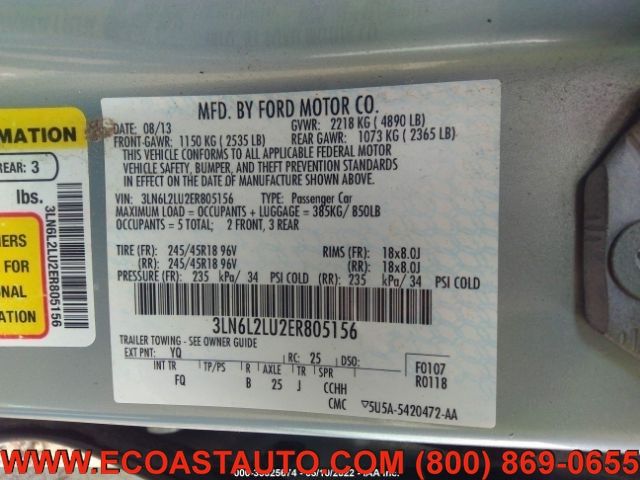 MFD. BY FORD MOTOR CO.
DATE: 08/13 GVWR: 2218 KG ( 4890 LB)
FRONT-GAWR: 1150 KG ( 2535 LB) REAR GAWR: 1073 KG ( 2365 LB)
THIS VEHICLE CONFORMS TO ALL APPLICABLE FEDERAL MOTOR
VEHICLE SAFETY, BUMPER, AND THEFT PREVENTION STANDARDS
IN EFFECT ON THE DATE OF MANUFACTURE SHOWN ABOVE.
VIN: 3LN6L2LU2ER805156 TYPE: Passenger Car
MAXIMUM LOAD = OCCUPANTS + LUGGAGE = 385KG/ 850LB
OCCUPANTS = 5 TOTAL; 2 FRONT, 3 REAR
TIRE (FR): 245/45R18 96V RIMS (FR): 18x8.0J
(RR): 245/45R18 96V (RR): 18x8.0J
PRESSURE (FR): 235 kPa/ 34 PSI COLD (RR): 235 kPa/ 34 PSI COLD
3LN6L2LU2ER805156
TRAILER TOWING - SEE OWNER GUIDE
EXT PNT: YQ RC: 25 DSO:
INT TR TP/PS R AXLE TR SPR
FQ B 25 J CCHH
F0107
R0118
CMC 5U5A-5420472-AA
RMATION
REAR: 3
lbs.
3LN6L2LU2ER805156
FOR
ATION
WWW.ECOASTAUTO.COM (800) 869-0655